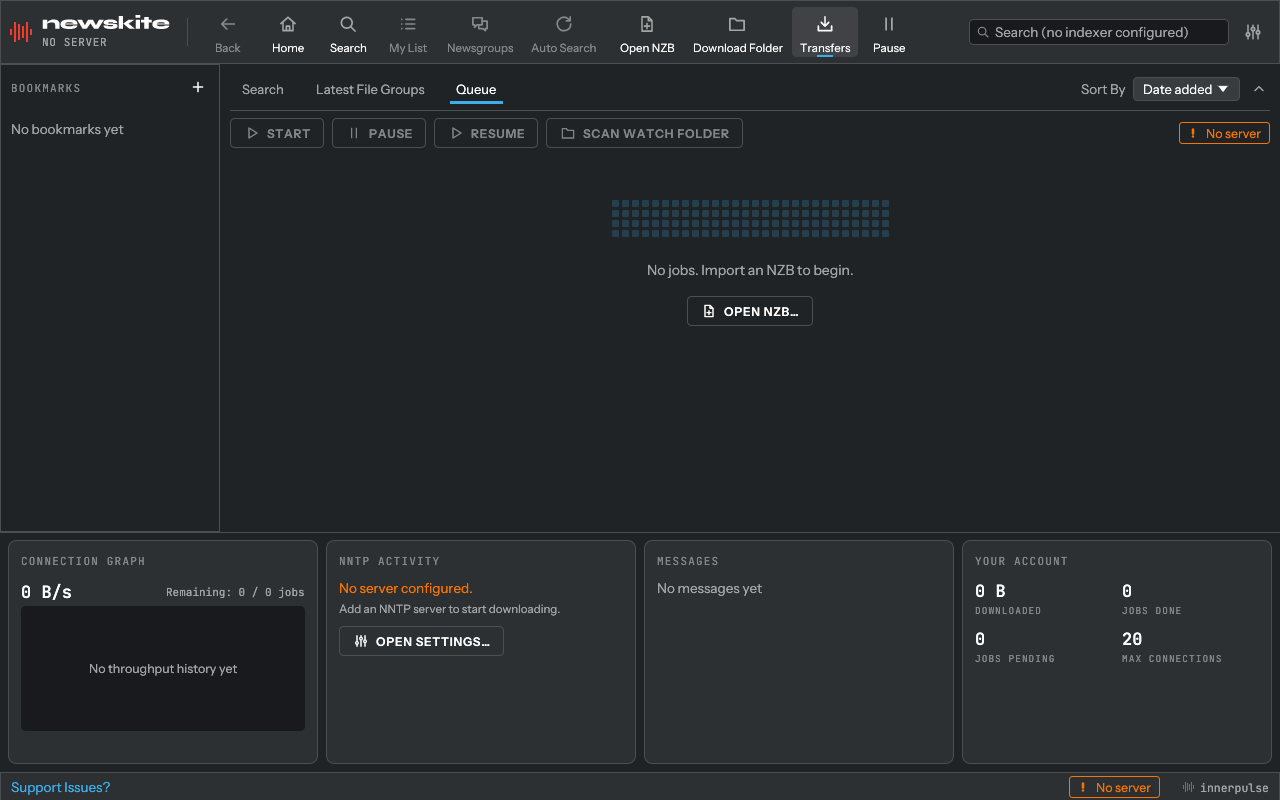 newskite
NO SERVER
Back
Home
Search
My List
Newsgroups
Auto Search
Open NZB
Download Folder
Transfers
Pause
Search (no indexer configured)
BOOKMARKS
No bookmarks yet
Search
Latest File Groups
Queue
Sort By
Date added
START
PAUSE
RESUME
SCAN WATCH FOLDER
! No server
No jobs. Import an NZB to begin.
OPEN NZB...
CONNECTION GRAPH
0 B/s
Remaining: 0 / 0 jobs
No throughput history yet
NNTP ACTIVITY
No server configured.
Add an NNTP server to start downloading.
OPEN SETTINGS...
MESSAGES
No messages yet
YOUR ACCOUNT
0 B
DOWNLOADED
0
JOBS DONE
0
JOBS PENDING
20
MAX CONNECTIONS
Support Issues?
! No server
innerpulse